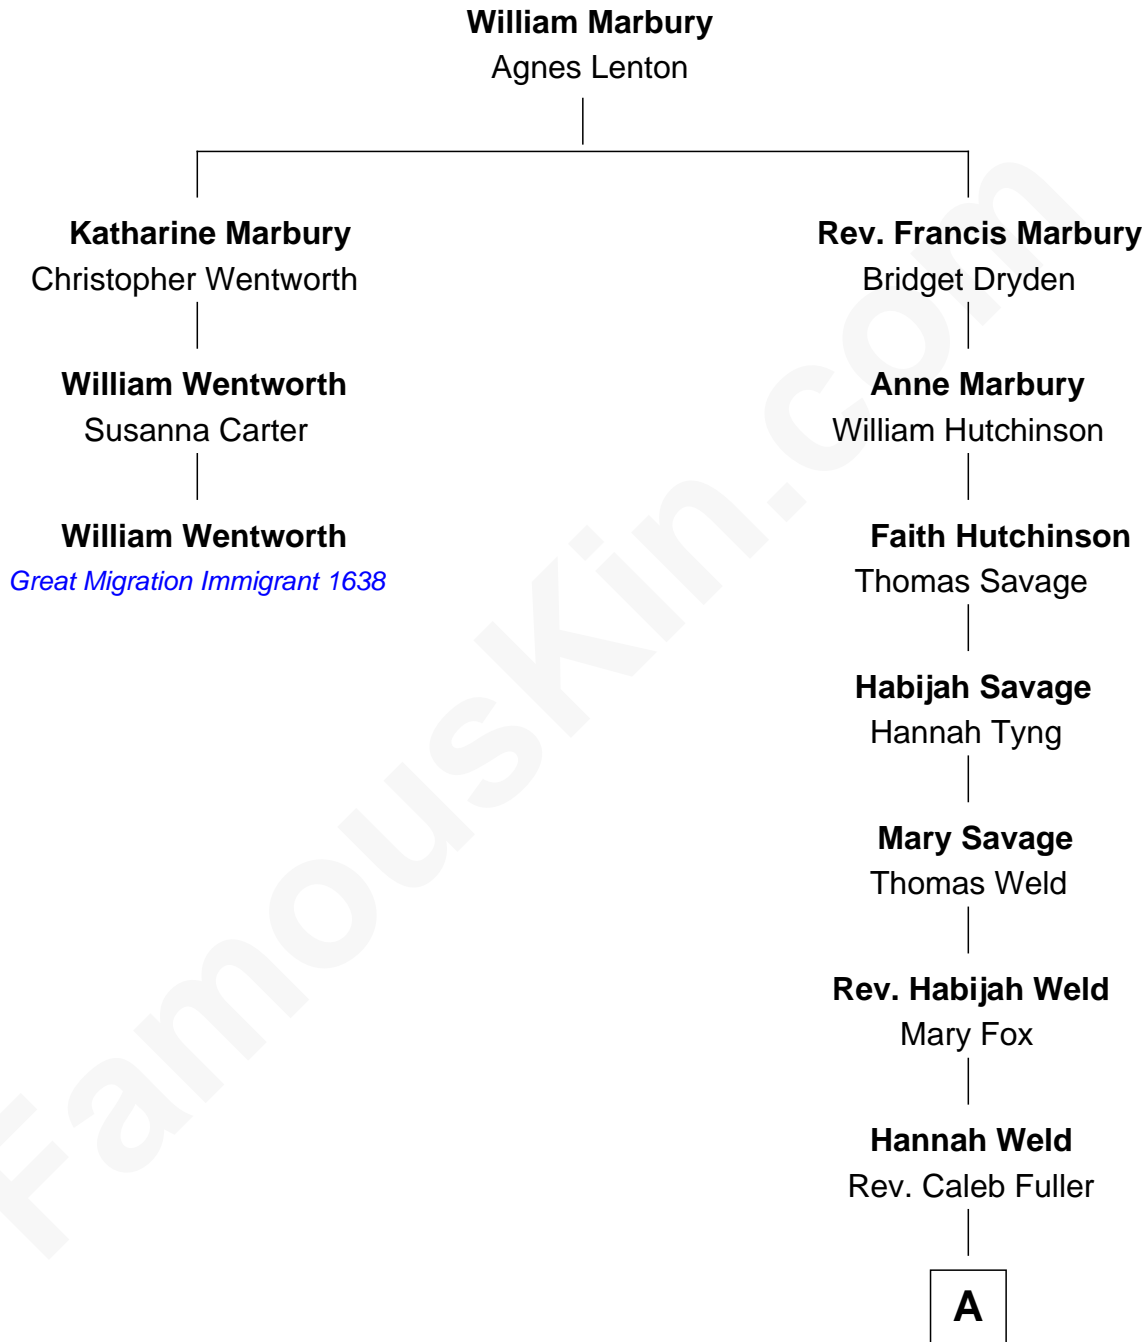 William Marbury
Agnes Lenton
Katharine Marbury
Christopher Wentworth
William Wentworth
Susanna Carter
William Wentworth
Great Migration Immigrant 1638
Rev. Francis Marbury
Bridget Dryden
Anne Marbury
William Hutchinson
Faith Hutchinson
Thomas Savage
Habijah Savage
Hannah Tyng
Mary Savage
Thomas Weld
Rev. Habijah Weld
Mary Fox
Hannah Weld
Rev. Caleb Fuller
A
FamousKin.com